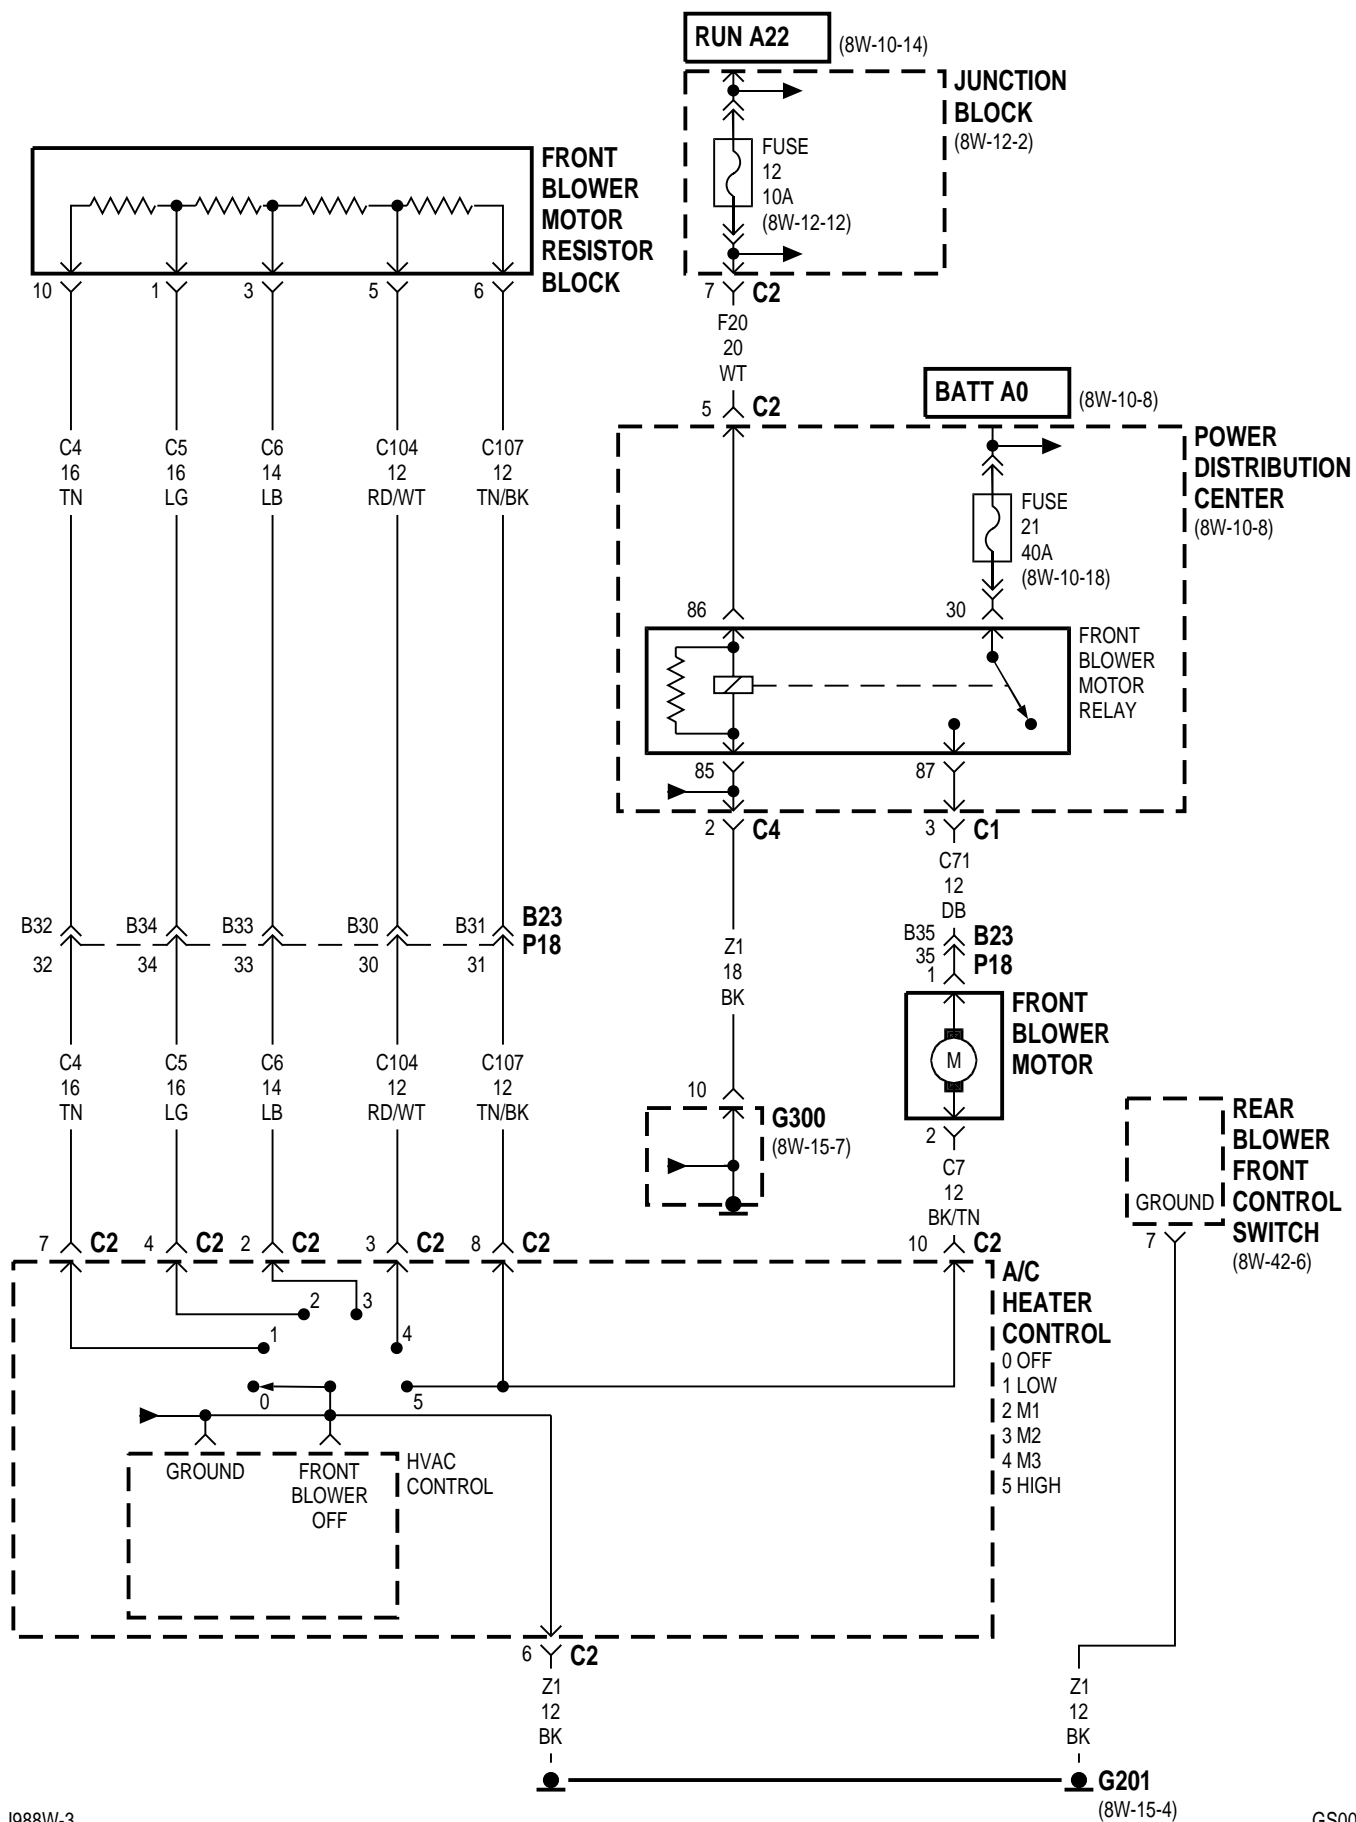 RUN A22
(8W-10-14)
JUNCTION
BLOCK
(8W-12-2)
FUSE
12
10A
(8W-12-12)
7 C2
F20
20
WT
5 C2
FRONT
BLOWER
MOTOR
RESISTOR
BLOCK
10 1 3 5 6
BATT A0
(8W-10-8)
POWER
DISTRIBUTION
CENTER
(8W-10-8)
FUSE
21
40A
(8W-10-18)
C4 C5 C6 C104 C107
16 16 14 12 12
TN LG LB RD/WT TN/BK
86 30
FRONT
BLOWER
MOTOR
RELAY
85 87
2 C4 3 C1
C71
12
DB
B32 B34 B33 B30 B31 B23
32 34 33 30 31 P18
Z1
18
BK
B35 B23
35 P18
1
FRONT
BLOWER
MOTOR
M
C4 C5 C6 C104 C107
16 16 14 12 12
TN LG LB RD/WT TN/BK
10
G300
(8W-15-7)
2
C7
12
BK/TN
REAR
BLOWER
FRONT
CONTROL
SWITCH
(8W-42-6)
GROUND
7
7 C2 4 C2 2 C2 3 C2 8 C2 10 C2
A/C
HEATER
CONTROL
0 OFF
1 LOW
2 M1
3 M2
4 M3
5 HIGH
2 3
1 4
0 5
GROUND
FRONT
BLOWER
OFF
HVAC
CONTROL
6 C2
Z1
12
BK
Z1
12
BK
G201
(8W-15-4)
J988W-3
GS00